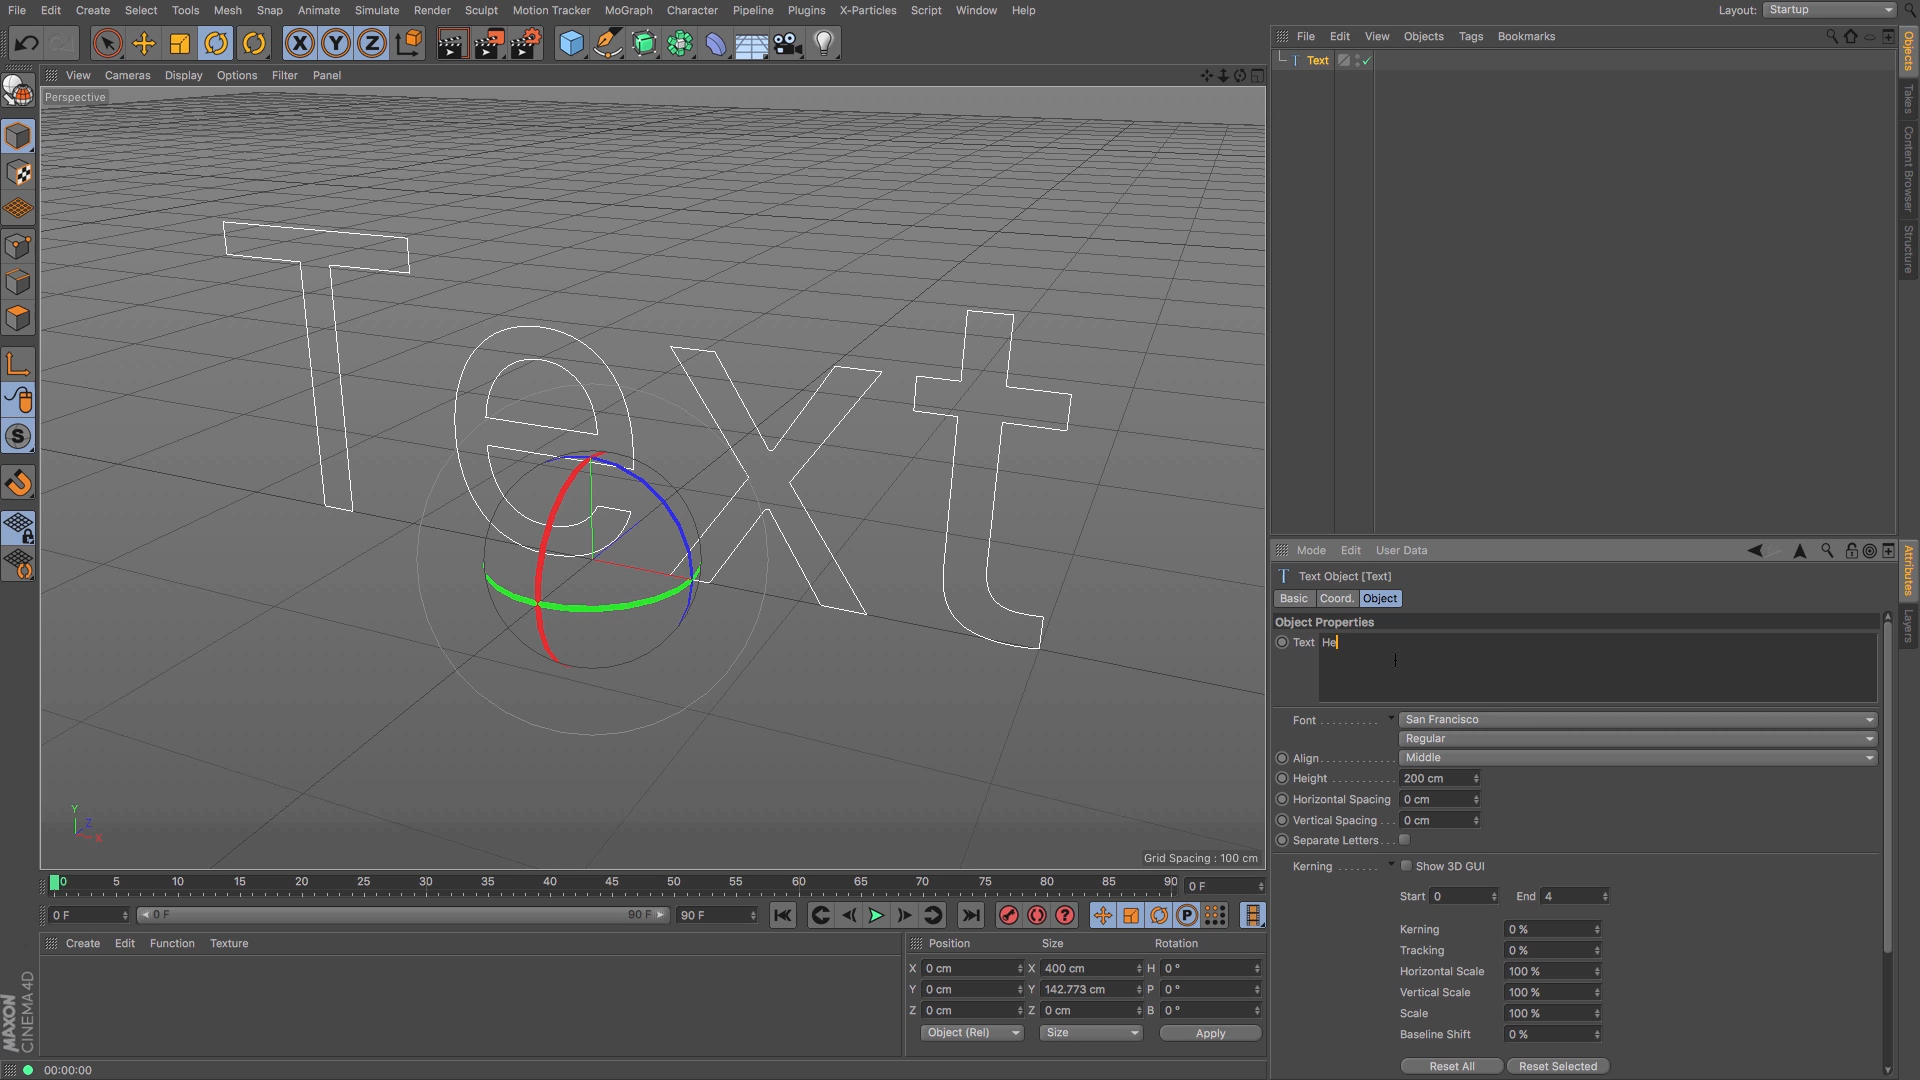 File Edit Create Select Tools Mesh Snap Animate Simulate Render Sculpt Motion Tracker MoGraph Character Pipeline Plugins X-Particles Script Window Help
Layout: Startup
File Edit View Objects Tags Bookmarks
Objects
Takes
Content Browser
Structure
Text
X Y Z
View Cameras Display Options Filter Panel
Perspective
Text
Y
Z
X
Grid Spacing : 100 cm
Mode Edit User Data
Attributes
Layers
Text Object [Text]
Basic Coord. Object
Object Properties
Text He
Font . . . . . . . . . . San Francisco
Regular
Align . . . . . . . . . . . . Middle
Height . . . . . . . . . . 200 cm
Horizontal Spacing 0 cm
Vertical Spacing . . . 0 cm
Separate Letters . . .
Kerning . . . . . . . Show 3D GUI
Start 0 End 4
Kerning 0 %
Tracking 0 %
Horizontal Scale 100 %
Vertical Scale 100 %
Scale 100 %
Baseline Shift 0 %
Reset All Reset Selected
0 5 10 15 20 25 30 35 40 45 50 55 60 65 70 75 80 85 90 0 F
0 F 0 F 90 F 90 F
P
Create Edit Function Texture
Position Size Rotation
X 0 cm X 400 cm H 0 °
Y 0 cm Y 142.773 cm P 0 °
Z 0 cm Z 0 cm B 0 °
Object (Rel) Size Apply
MAXON
CINEMA 4D
00:00:00